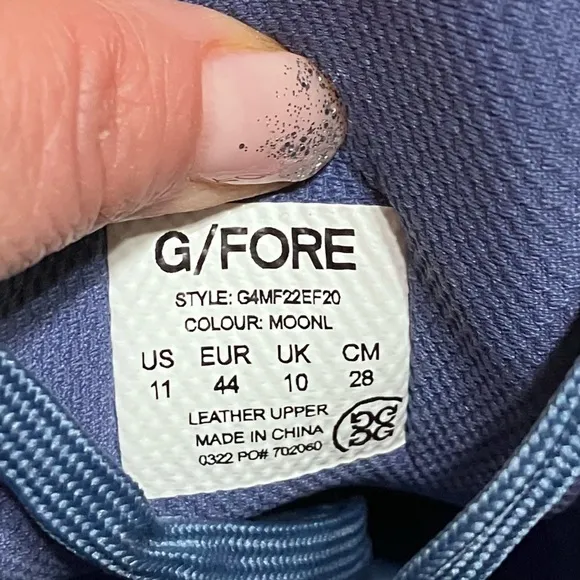 G/FORE
STYLE: G4MF22EF20
COLOUR: MOONL
US EUR UK CM
11 44 10 28
LEATHER UPPER
MADE IN CHINA
0322 PO# 702060